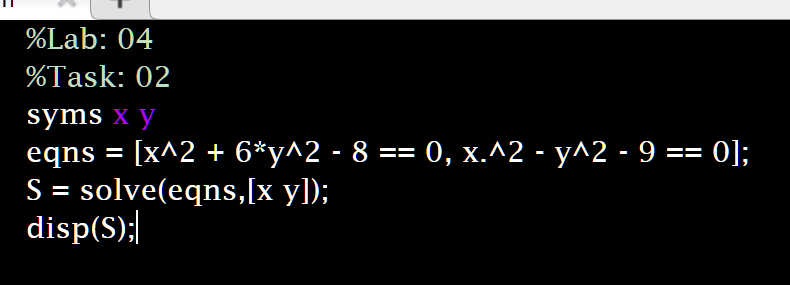 %Lab: 04
%Task: 02
syms x y
eqns = [x^2 + 6*y^2 - 8 == 0, x.^2 - y^2 - 9 == 0];
S = solve(eqns,[x y]);
disp(S);